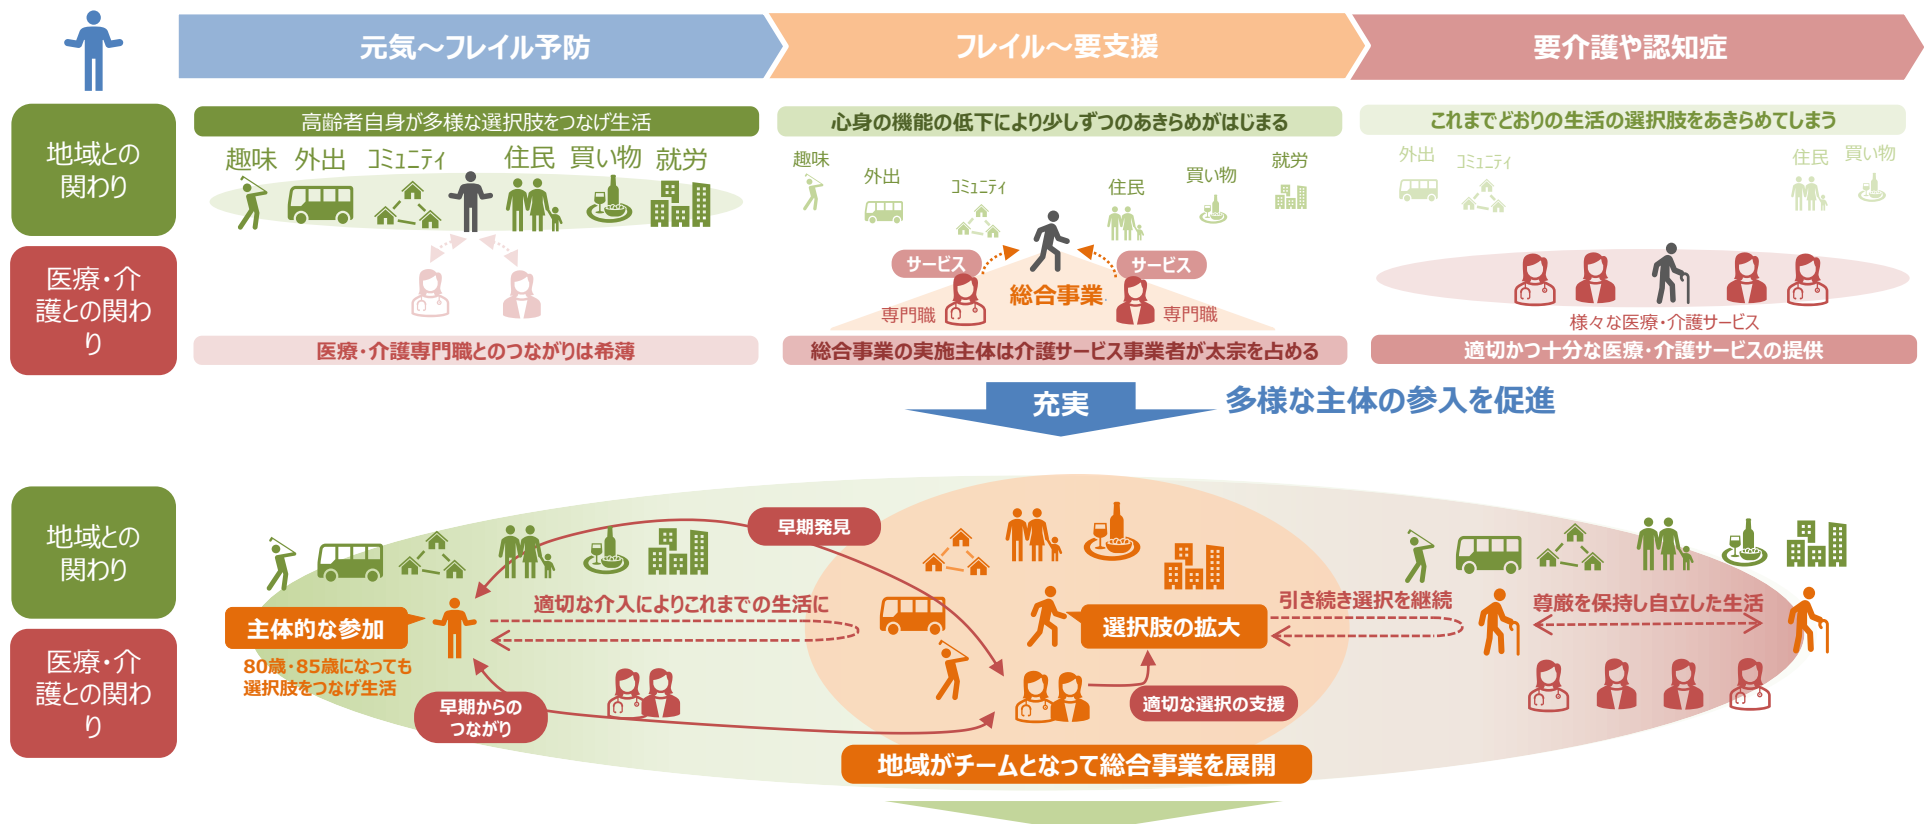 元気～フレイル予防
フレイル～要支援
要介護や認知症
地域との
関わり
高齢者自身が多様な選択肢をつなげ生活
趣味 外出 コミュニティ 住民 買い物 就労
心身の機能の低下により少しずつのあきらめがはじまる
趣味
外出
コミュニティ
住民
買い物
就労
これまでどおりの生活の選択肢をあきらめてしまう
外出
コミュニティ
住民
買い物
医療・介
護との関わ
り
医療・介護専門職とのつながりは希薄
サービス
サービス
総合事業
専門職
専門職
総合事業の実施主体は介護サービス事業者が太宗を占める
様々な医療・介護サービス
適切かつ十分な医療・介護サービスの提供
充実
多様な主体の参入を促進
地域との
関わり
医療・介
護との関わ
り
早期発見
主体的な参加
80歳・85歳になっても
選択肢をつなげ生活
適切な介入によりこれまでの生活に
選択肢の拡大
引き続き選択を継続
尊厳を保持し自立した生活
早期からの
つながり
適切な選択の支援
地域がチームとなって総合事業を展開